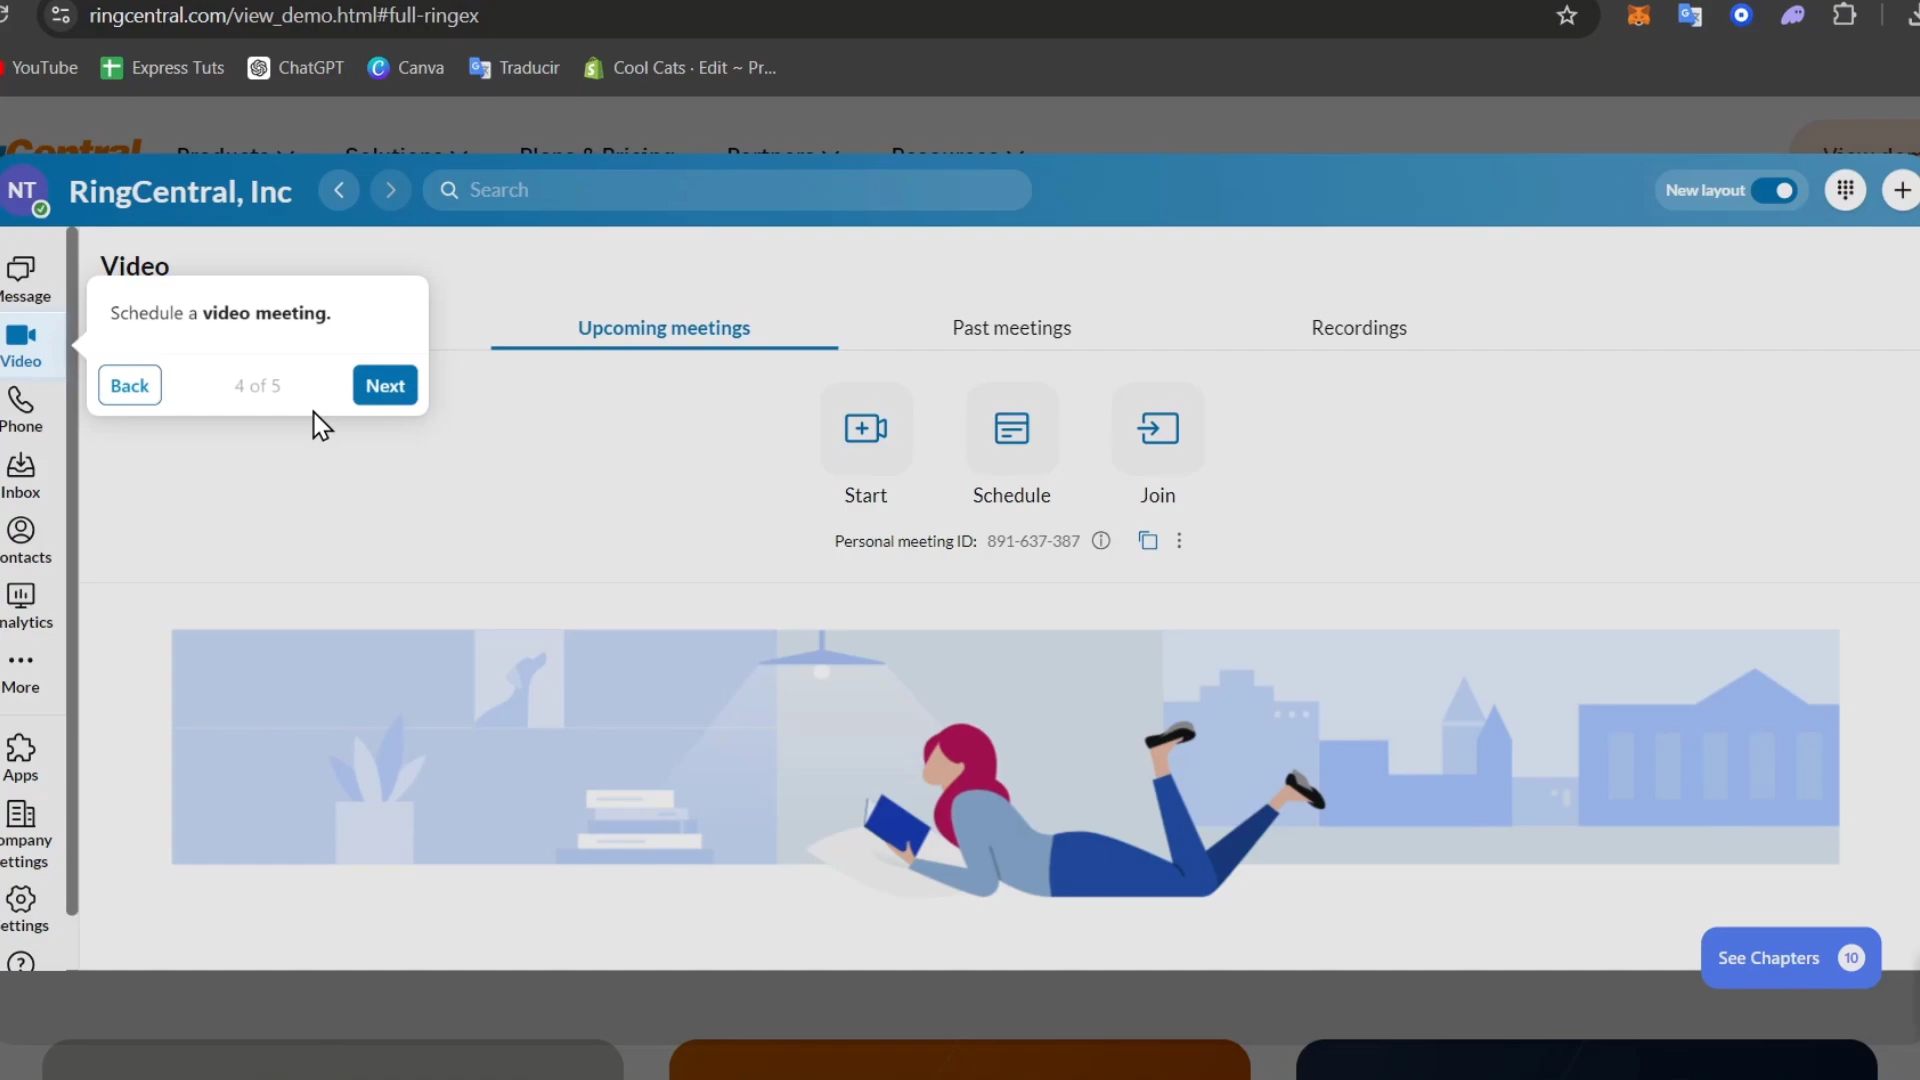 ringcentral.com/view_demo.html#full-ringex
YouTube Express Tuts ChatGPT Canva Traducir Cool Cats · Edit ~ Pr...
NT RingCentral, Inc Search New layout
Video
Schedule a video meeting.
Back 4 of 5 Next
Upcoming meetings Past meetings Recordings
Start Schedule Join
Personal meeting ID: 891-637-387
essage
Video
Phone
Inbox
ontacts
nalytics
More
Apps
ompany
ettings
ettings
See Chapters 10